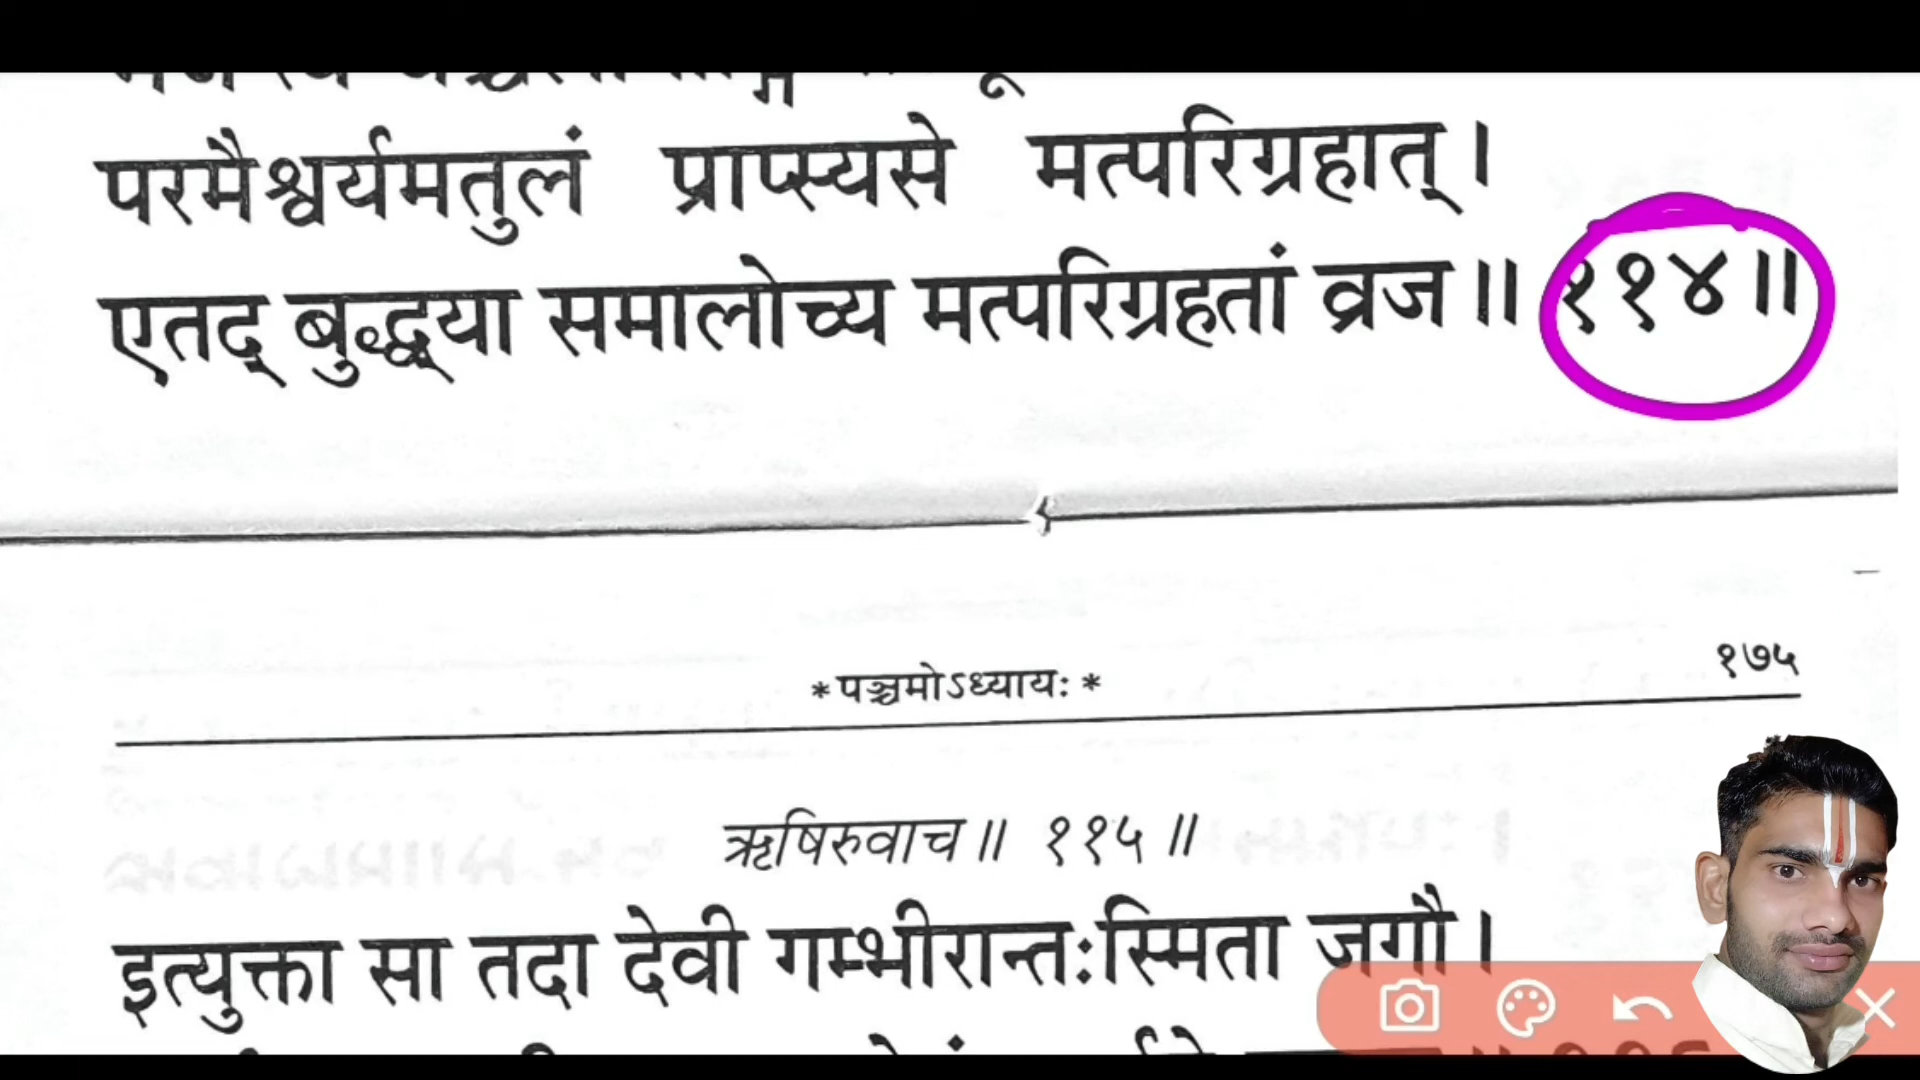 परमैश्वर्यमतुलं प्राप्स्यसे मत्परिग्रहात्।
एतद् बुद्ध्या समालोच्य मत्परिग्रहतां व्रज॥ ११४॥
१७५
*पञ्चमोऽध्यायः*
ऋषिरुवाच॥ ११५॥
इत्युक्ता सा तदा देवी गम्भीरान्तःस्मिता जगौ।